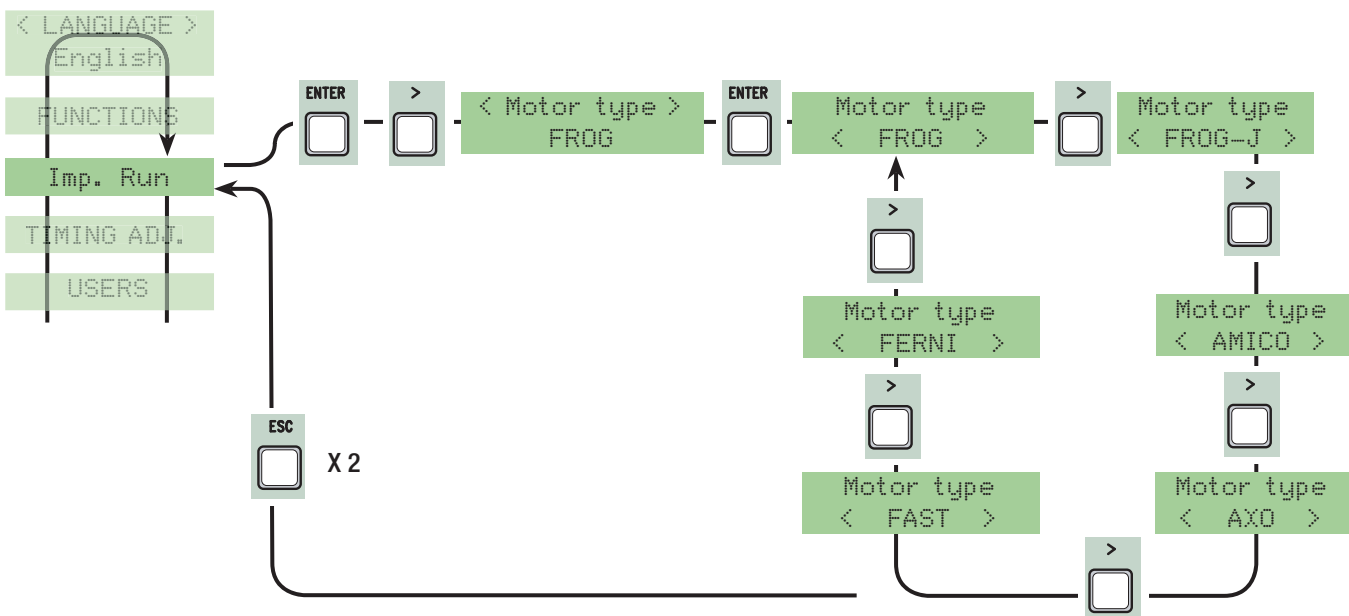 < LANGUAGE >
English
FUNCTIONS
Imp. Run
TIMING ADJ.
USERS
ENTER
>
< Motor type >
FROG
ENTER
Motor type
< FROG >
>
Motor type
< FROG-J >
>
Motor type
< AMICO >
>
Motor type
< AXO >
>
Motor type
< FAST >
>
Motor type
< FERNI >
>
ESC
X 2